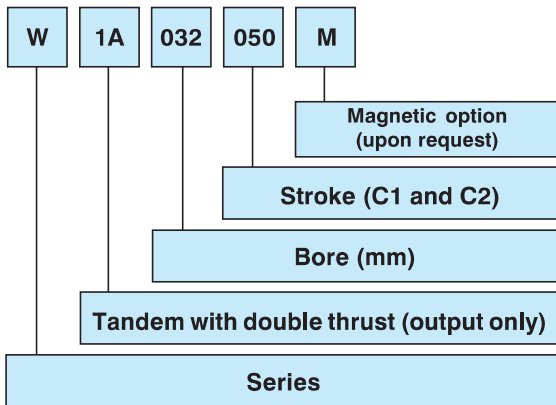 W 1A 032 050 M
Magnetic option
(upon request)
Stroke (C1 and C2)
Bore (mm)
Tandem with double thrust (output only)
Series